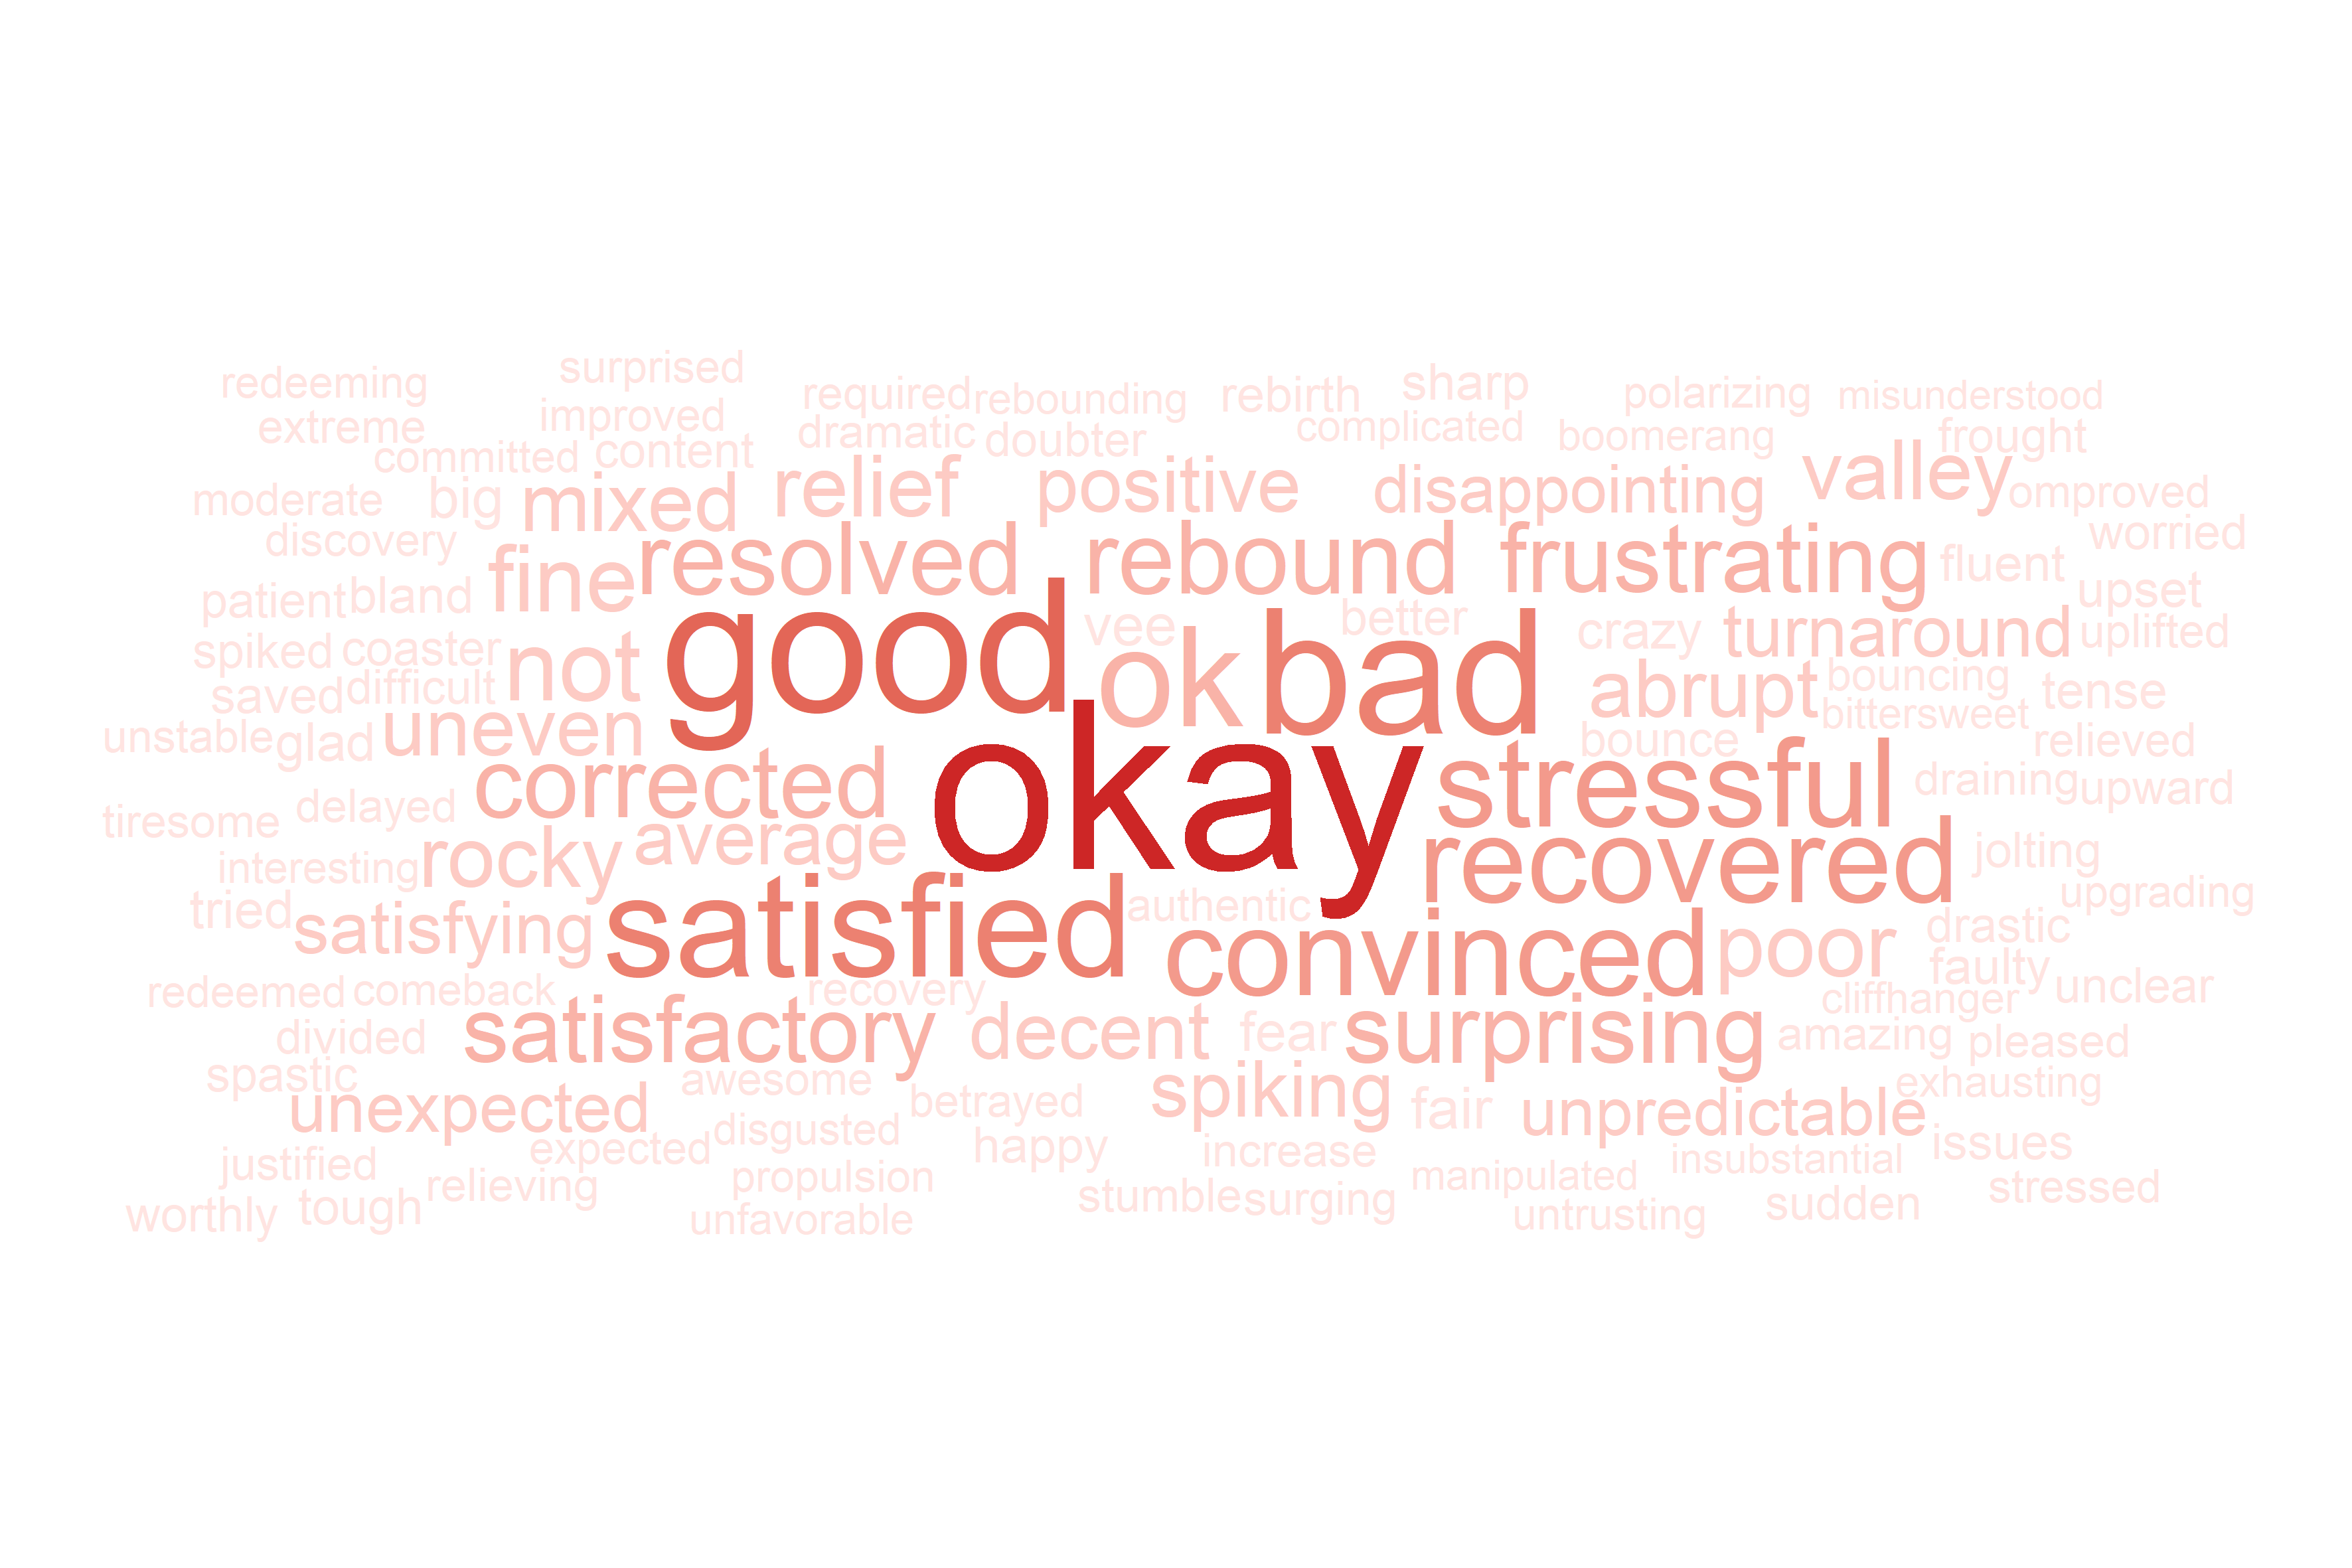 surprised
redeeming
required rebounding rebirth sharp polarizing misunderstood
extreme improved
dramatic doubter complicated boomerang frought
committed content
mixed relief positive disappointing valley
moderate big omproved
discovery resolved rebound frustrating worried
fine fluent
patient bland upset
good vee ok bad better crazy turnaround uplifted
spiked coaster not abrupt bouncing tense
saved difficult
unstable glad uneven bounce bittersweet relieved
corrected okay stressful draining upward
tiresome delayed
rocky average recovered jolting
interesting upgrading
tried satisfying satisfied authentic convinced poor drastic
faulty unclear
redeemed comeback recovery cliffhanger
divided satisfactory decent fear surprising amazing pleased
spastic awesome spiking exhausting
unexpected betrayed fair unpredictable
disgusted
justified expected happy increase issues
relieving propulsion manipulated insubstantial
worthly tough stumble surging sudden stressed
unfavorable untrusting